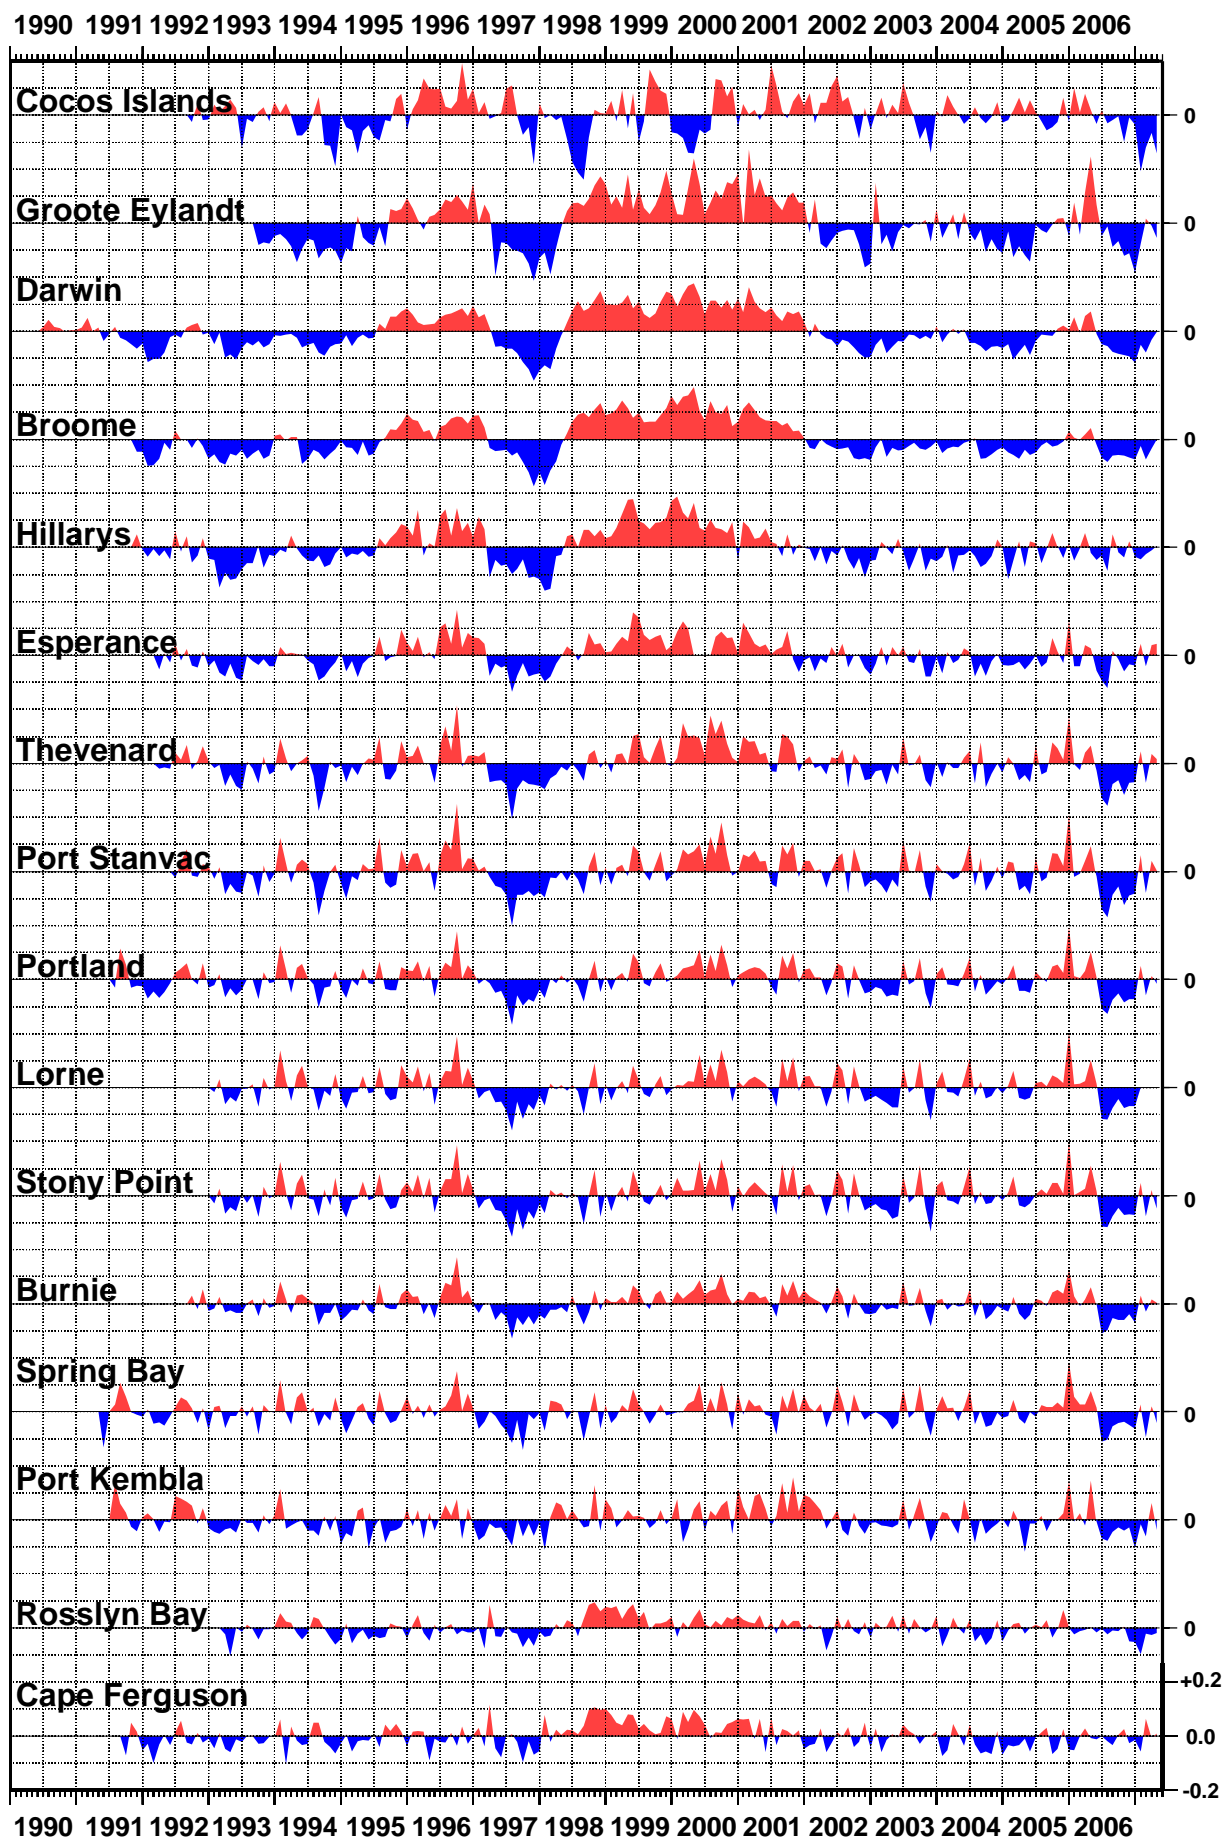 1990 1991 1992 1993 1994 1995 1996 1997 1998 1999 2000 2001 2002 2003 2004 2005 2006
Cocos Islands 0
Groote Eylandt 0
Darwin 0
Broome 0
Hillarys 0
Esperance 0
Thevenard 0
Port Stanvac 0
Portland 0
Lorne 0
Stony Point 0
Burnie 0
Spring Bay 0
Port Kembla 0
Rosslyn Bay 0
+0.2
Cape Ferguson
0.0
-0.2
1990 1991 1992 1993 1994 1995 1996 1997 1998 1999 2000 2001 2002 2003 2004 2005 2006